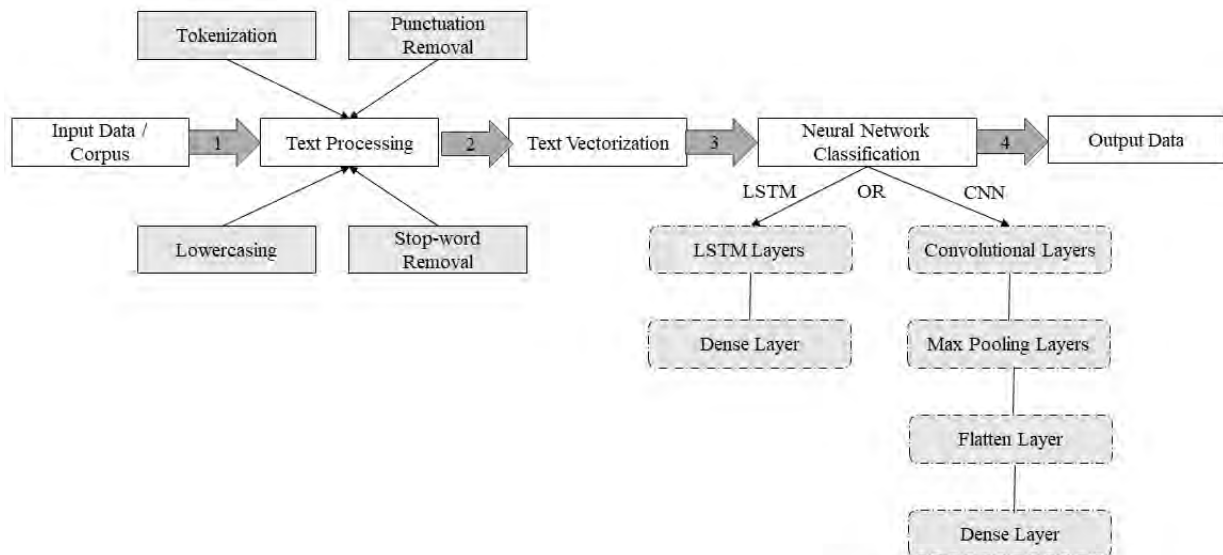 Tokenization
Punctuation
Removal
Input Data /
Corpus
1
Text Processing
2
Text Vectorization
3
Neural Network
Classification
4
Output Data
Lowercasing
Stop-word
Removal
LSTM
OR
CNN
LSTM Layers
Convolutional Layers
Dense Layer
Max Pooling Layers
Flatten Layer
Dense Layer